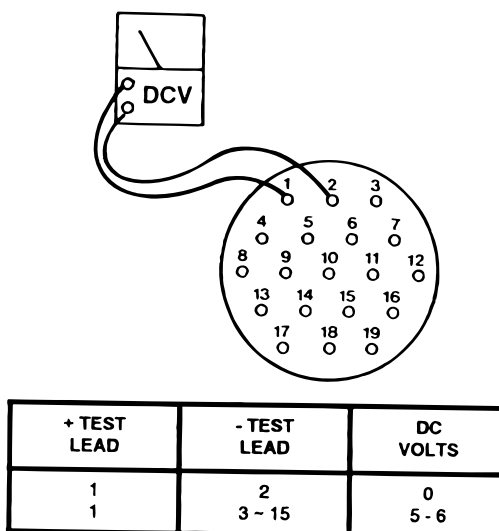 DCV
1 2 3
4 5 6 7
8 9 10 11 12
13 14 15 16
17 18 19
+ TEST LEAD - TEST LEAD DC VOLTS
1 2 0
1 3 ~ 15 5 - 6